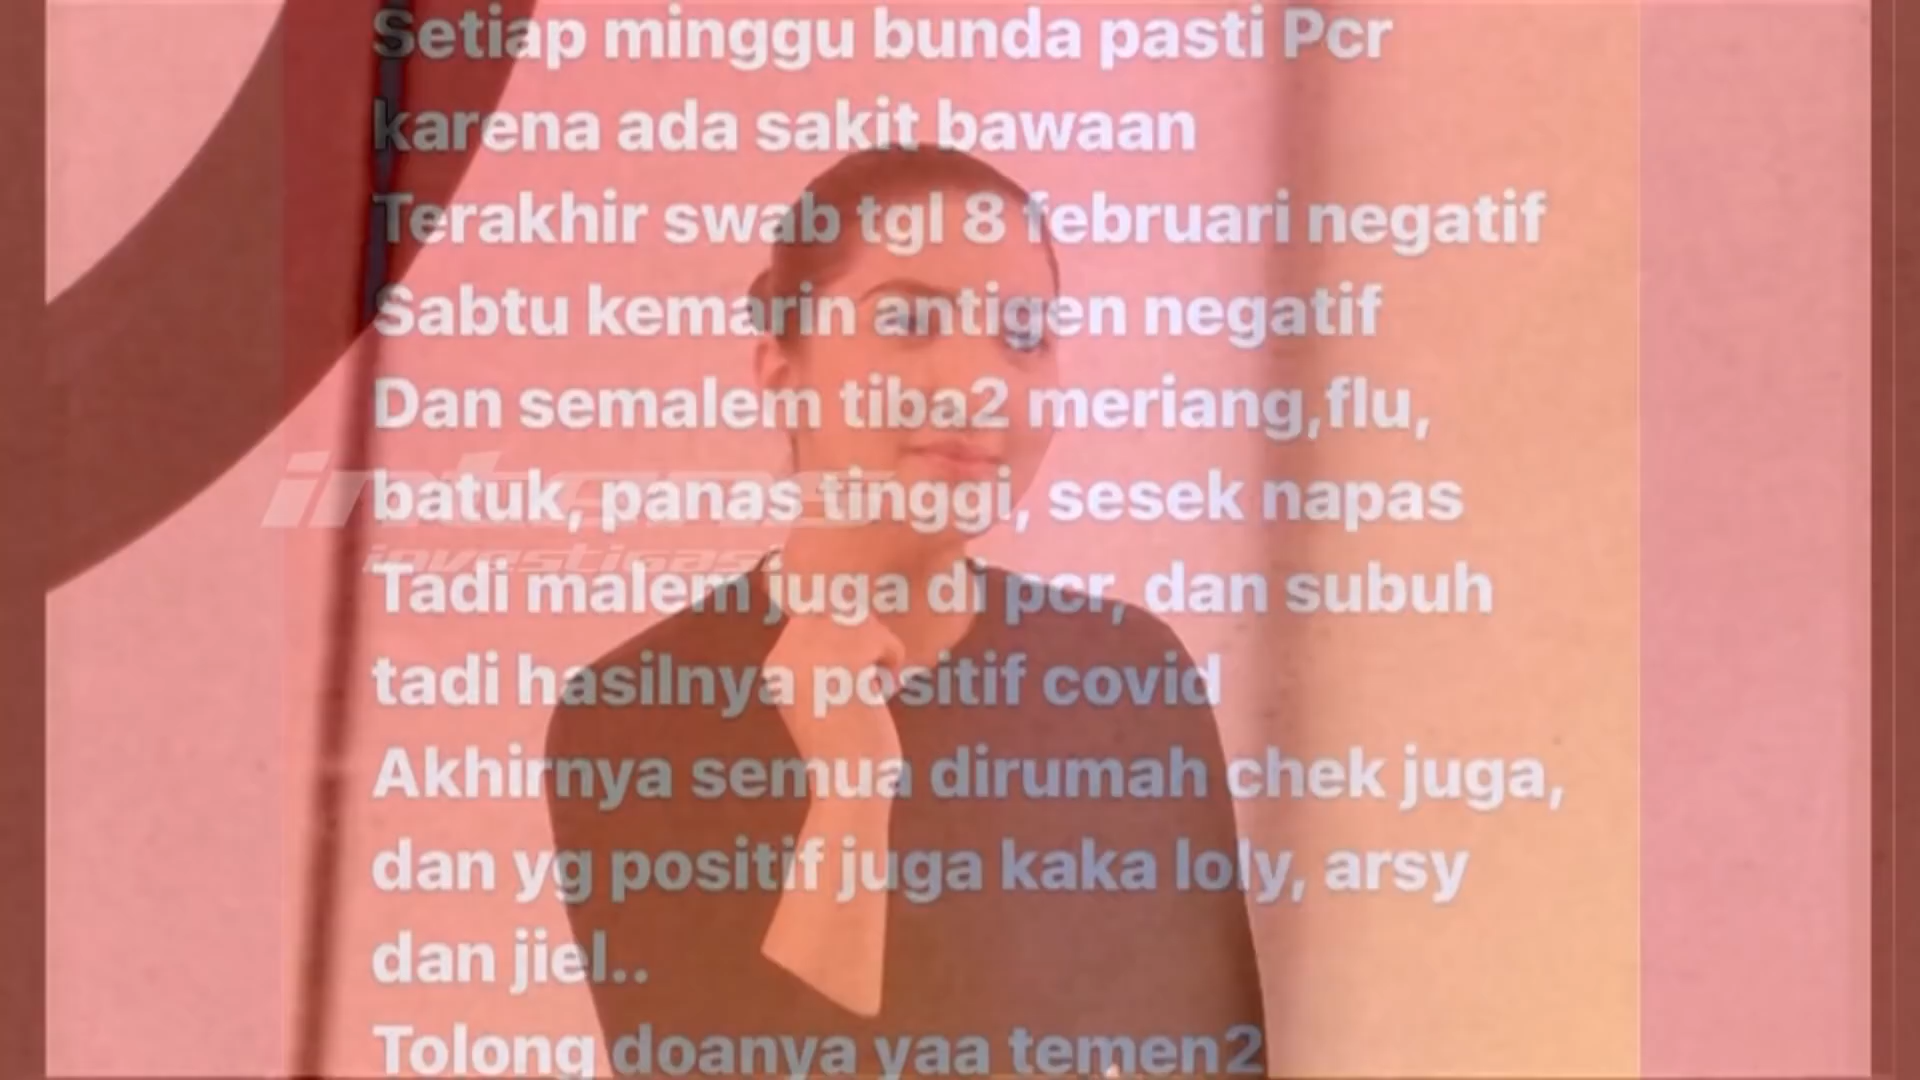 Setiap minggu bunda pasti Pcr
karena ada sakit bawaan
Terakhir swab tgl 8 februari negatif
Sabtu kemarin antigen negatif
Dan semalem tiba2 meriang,flu,
batuk, panas tinggi, sesek napas
Tadi malem juga di pcr, dan subuh
tadi hasilnya positif covid
Akhirnya semua dirumah chek juga,
dan yg positif juga kaka loly, arsy
dan jiel..
Tolong doanya yaa temen2
intens
investigasi